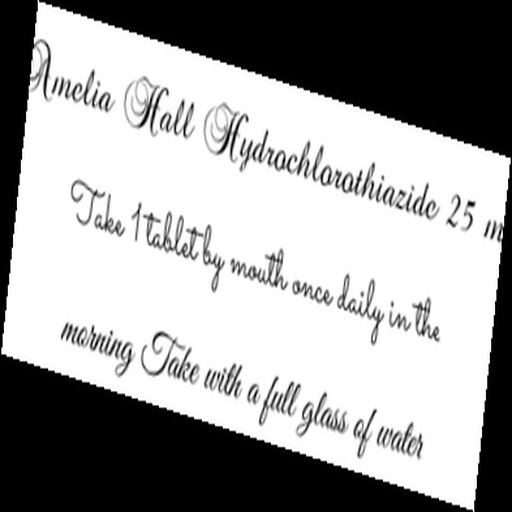 Amelia Hall Hydrochlorothiazide 25 m
Take 1 tablet by mouth once daily in the
morning Take with a full glass of water